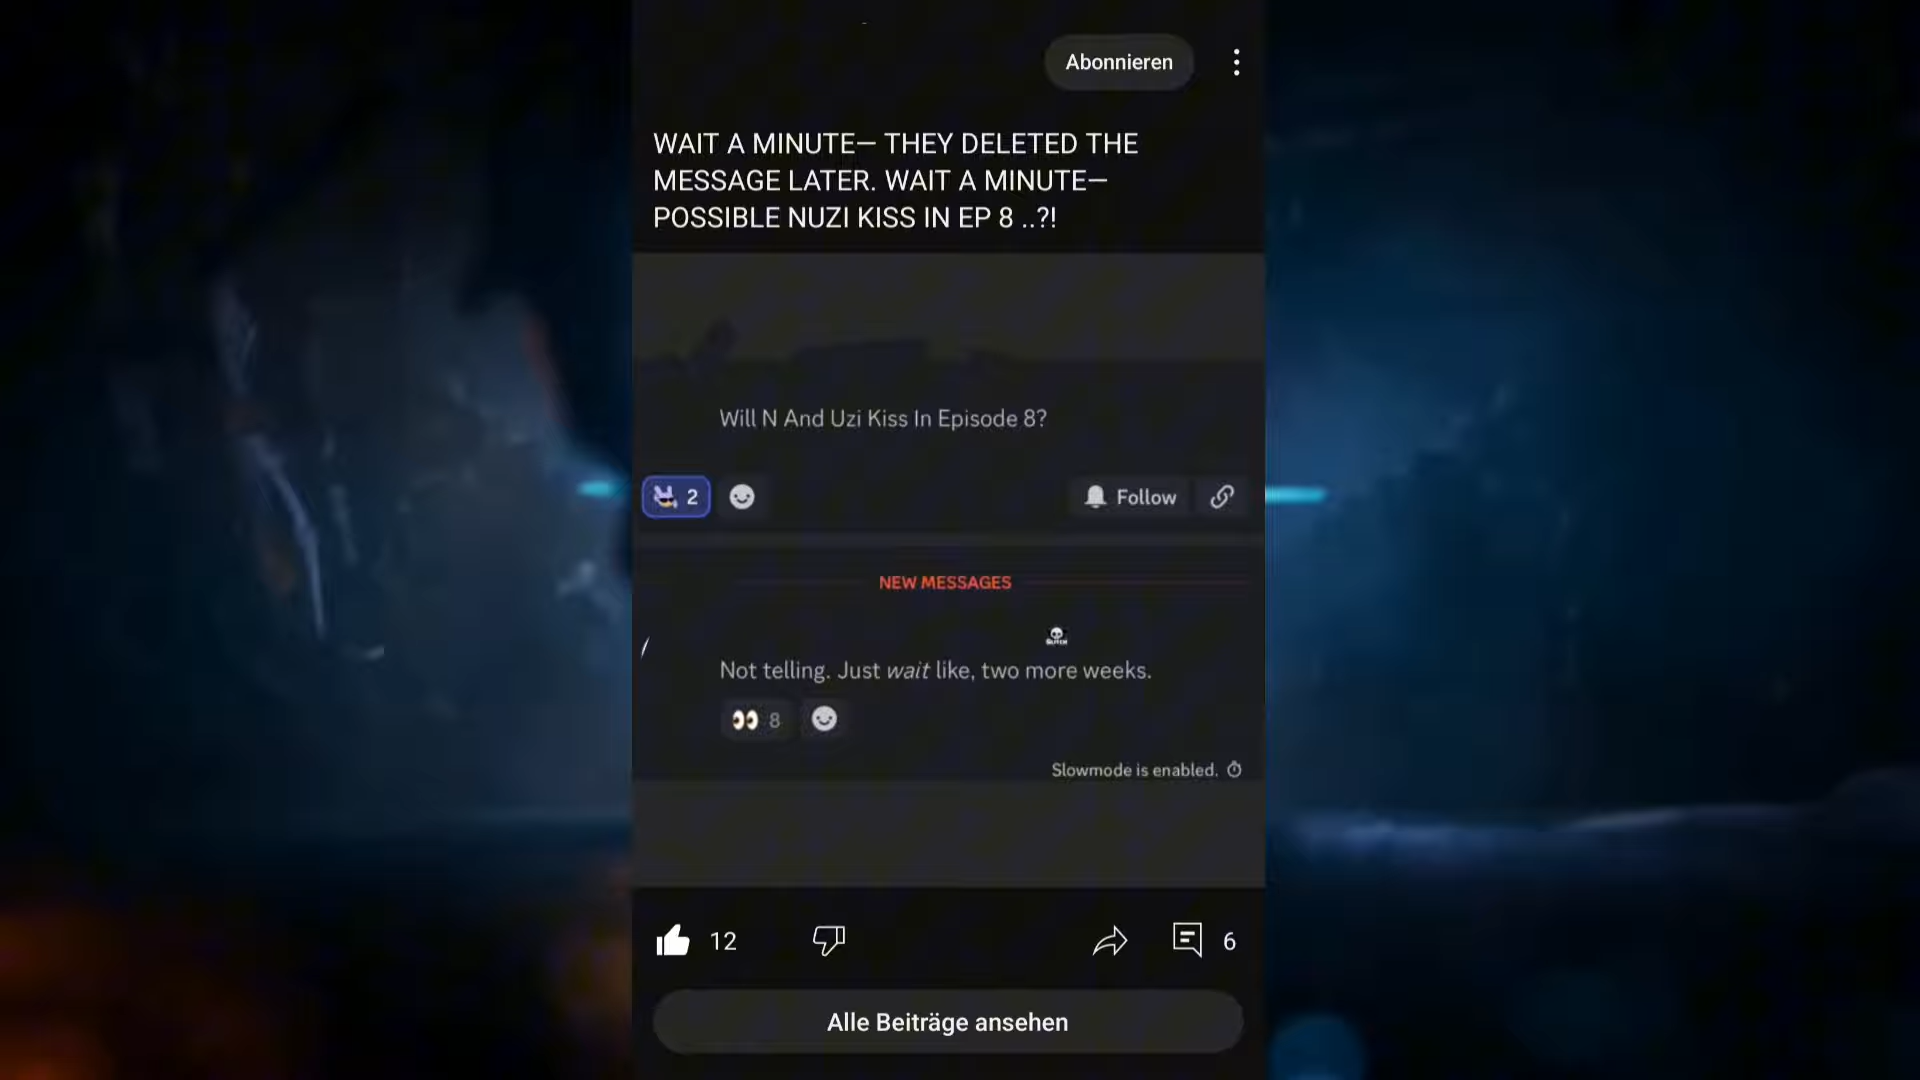 Abonnieren
WAIT A MINUTE— THEY DELETED THE
MESSAGE LATER. WAIT A MINUTE—
POSSIBLE NUZI KISS IN EP 8 ..?!
Will N And Uzi Kiss In Episode 8?
2
Follow
NEW MESSAGES
Not telling. Just wait like, two more weeks.
8
Slowmode is enabled.
12
6
Alle Beiträge ansehen